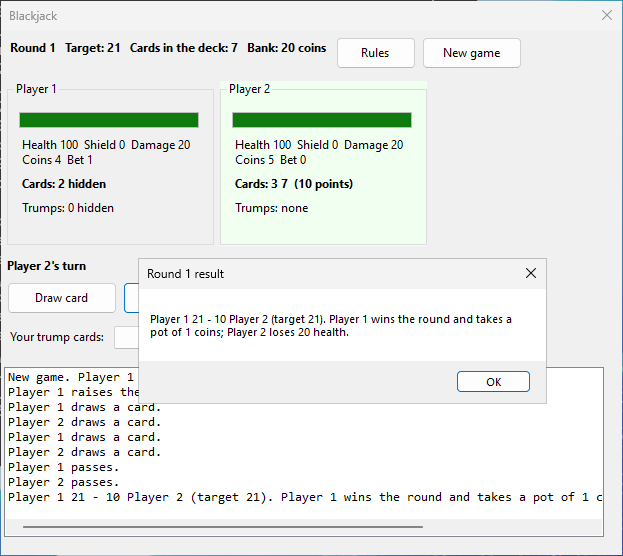 Blackjack
Round 1 Target: 21 Cards in the deck: 7 Bank: 20 coins Rules New game
Player 1
Health 100 Shield 0 Damage 20
Coins 4 Bet 1
Cards: 2 hidden
Trumps: 0 hidden
Player 2
Health 100 Shield 0 Damage 20
Coins 5 Bet 0
Cards: 3 7 (10 points)
Trumps: none
Player 2's turn
Draw card
Your trump cards:
Round 1 result
Player 1 21 - 10 Player 2 (target 21). Player 1 wins the round and takes a
pot of 1 coins; Player 2 loses 20 health.
OK
New game. Player 1
Player 1 raises the
Player 1 draws a card.
Player 2 draws a card.
Player 1 draws a card.
Player 2 draws a card.
Player 1 passes.
Player 2 passes.
Player 1 21 - 10 Player 2 (target 21). Player 1 wins the round and takes a pot of 1 c